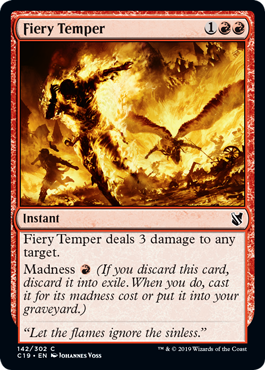 Fiery Temper 1
Instant
Fiery Temper deals 3 damage to any
target.
Madness (If you discard this card,
discard it into exile. When you do, cast
it for its madness cost or put it into your
graveyard.)
“Let the flames ignore the sinless.”
142/302 C
C19 • EN Johannes Voss
™ & © 2019 Wizards of the Coast